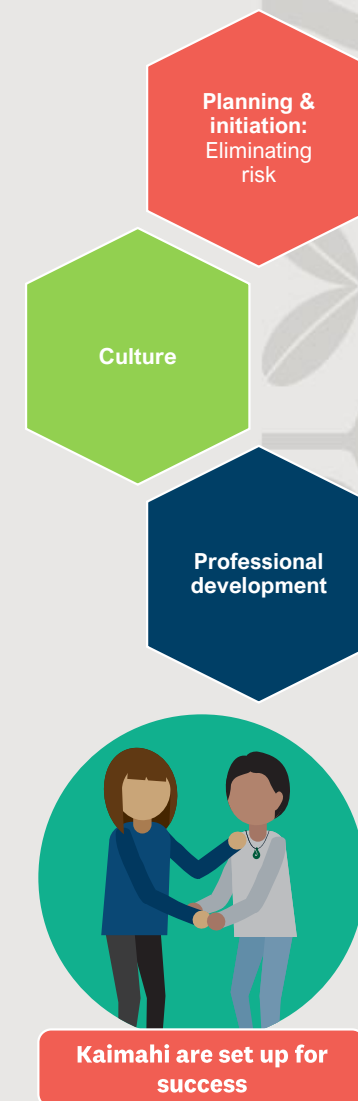 Planning &
initiation:
Eliminating
risk
Culture
Professional
development
Kaimahi are set up for
success